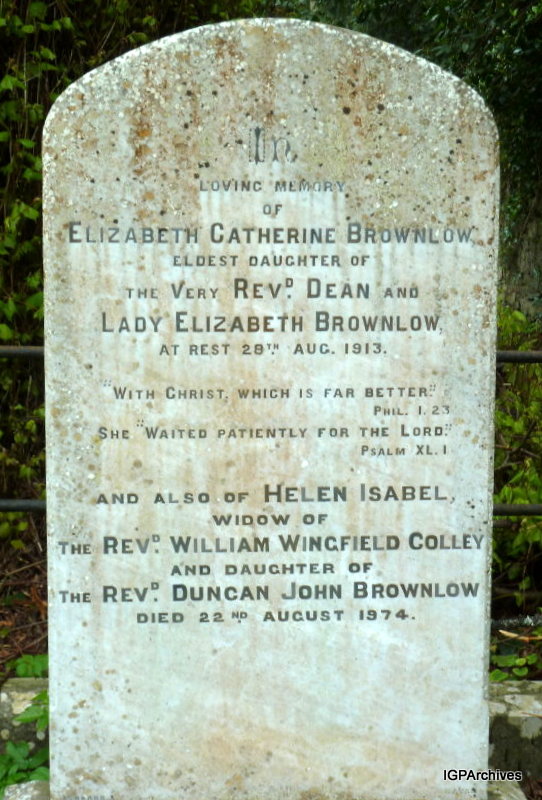 In
LOVING MEMORY
OF
ELIZABETH CATHERINE BROWNLOW,
ELDEST DAUGHTER OF
THE VERY REVD. DEAN AND
LADY ELIZABETH BROWNLOW,
AT REST 28TH. AUG. 1913.
"WITH CHRIST, WHICH IS FAR BETTER."
PHIL. I. 23
SHE "WAITED PATIENTLY FOR THE LORD."
PSALM XL. I
AND ALSO OF HELEN ISABEL,
WIDOW OF
THE REVD. WILLIAM WINGFIELD COLLEY
AND DAUGHTER OF
THE REVD. DUNCAN JOHN BROWNLOW
DIED 22ND. AUGUST 1974.
IGPArchives